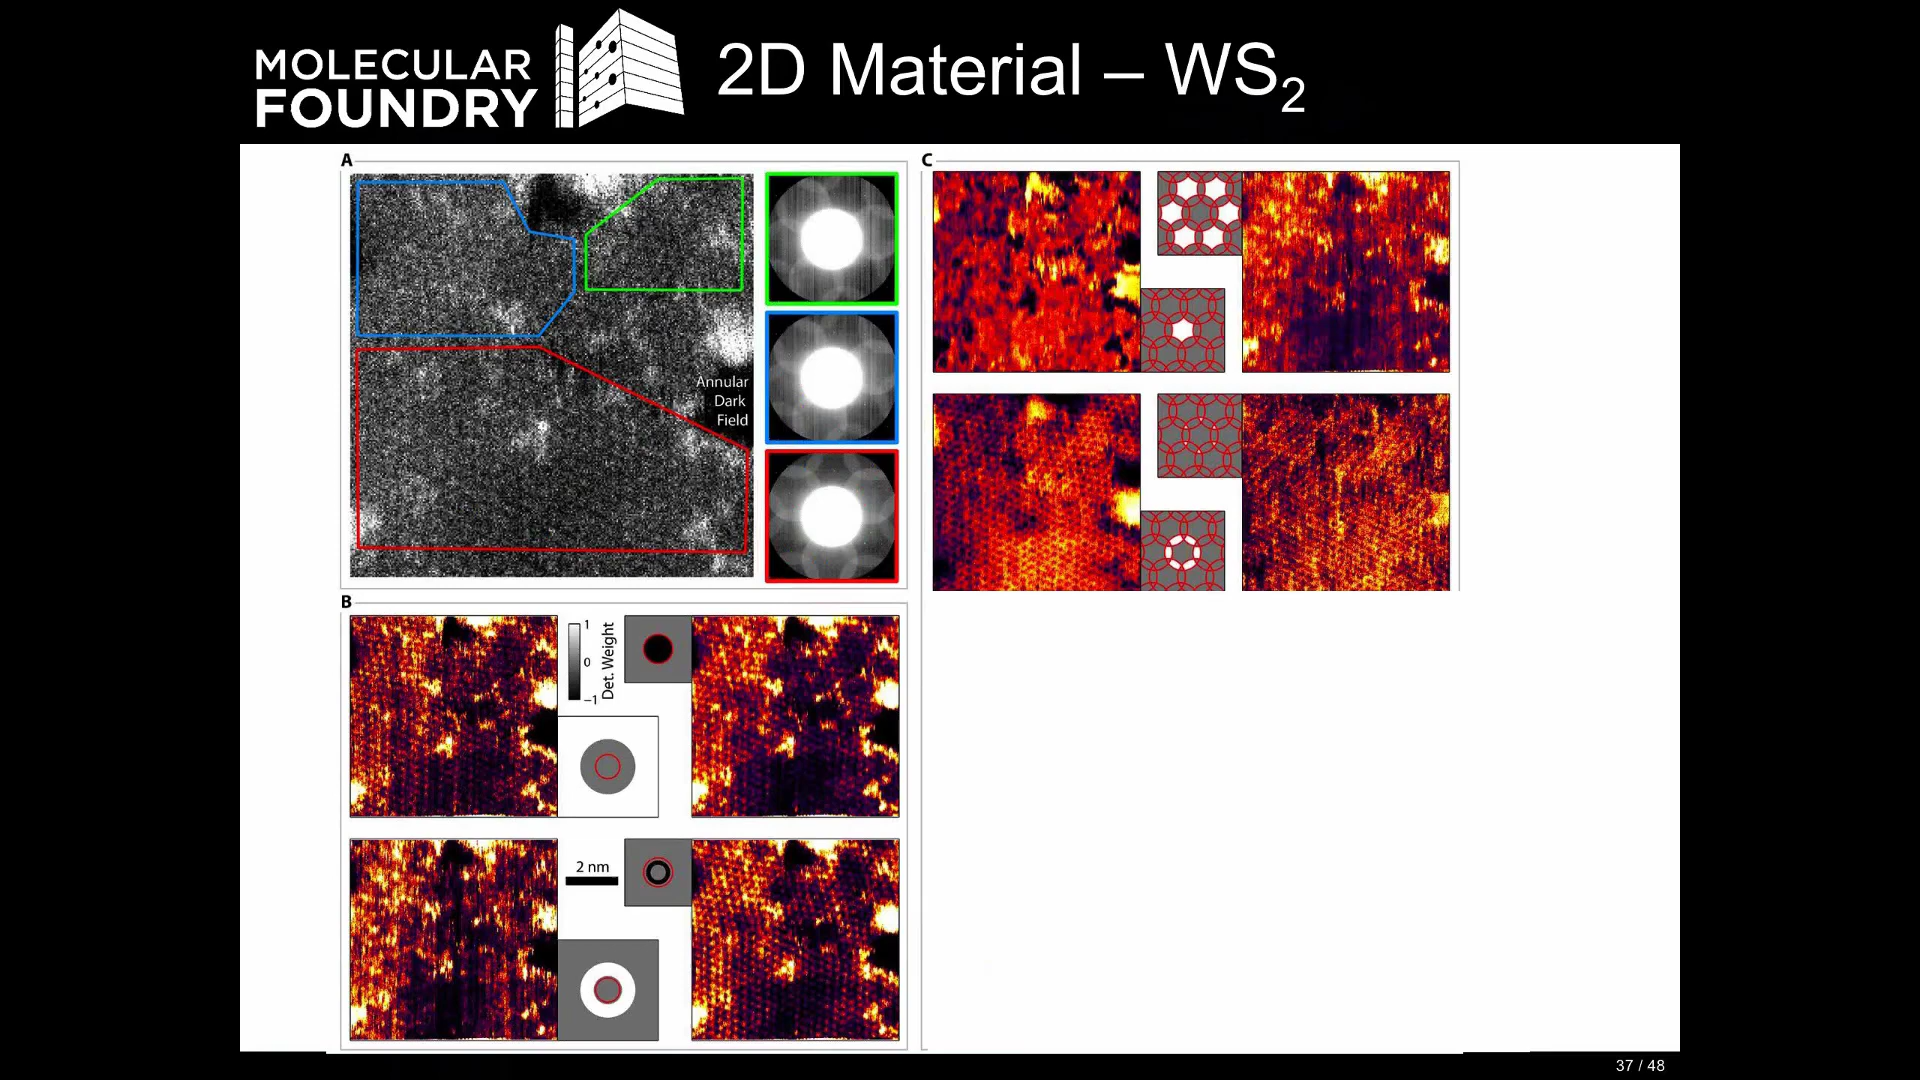 MOLECULAR
FOUNDRY
2D Material – WS₂
A
Annular
Dark
Field
B
1
0
−1
Det. Weight
2 nm
C
37 / 48